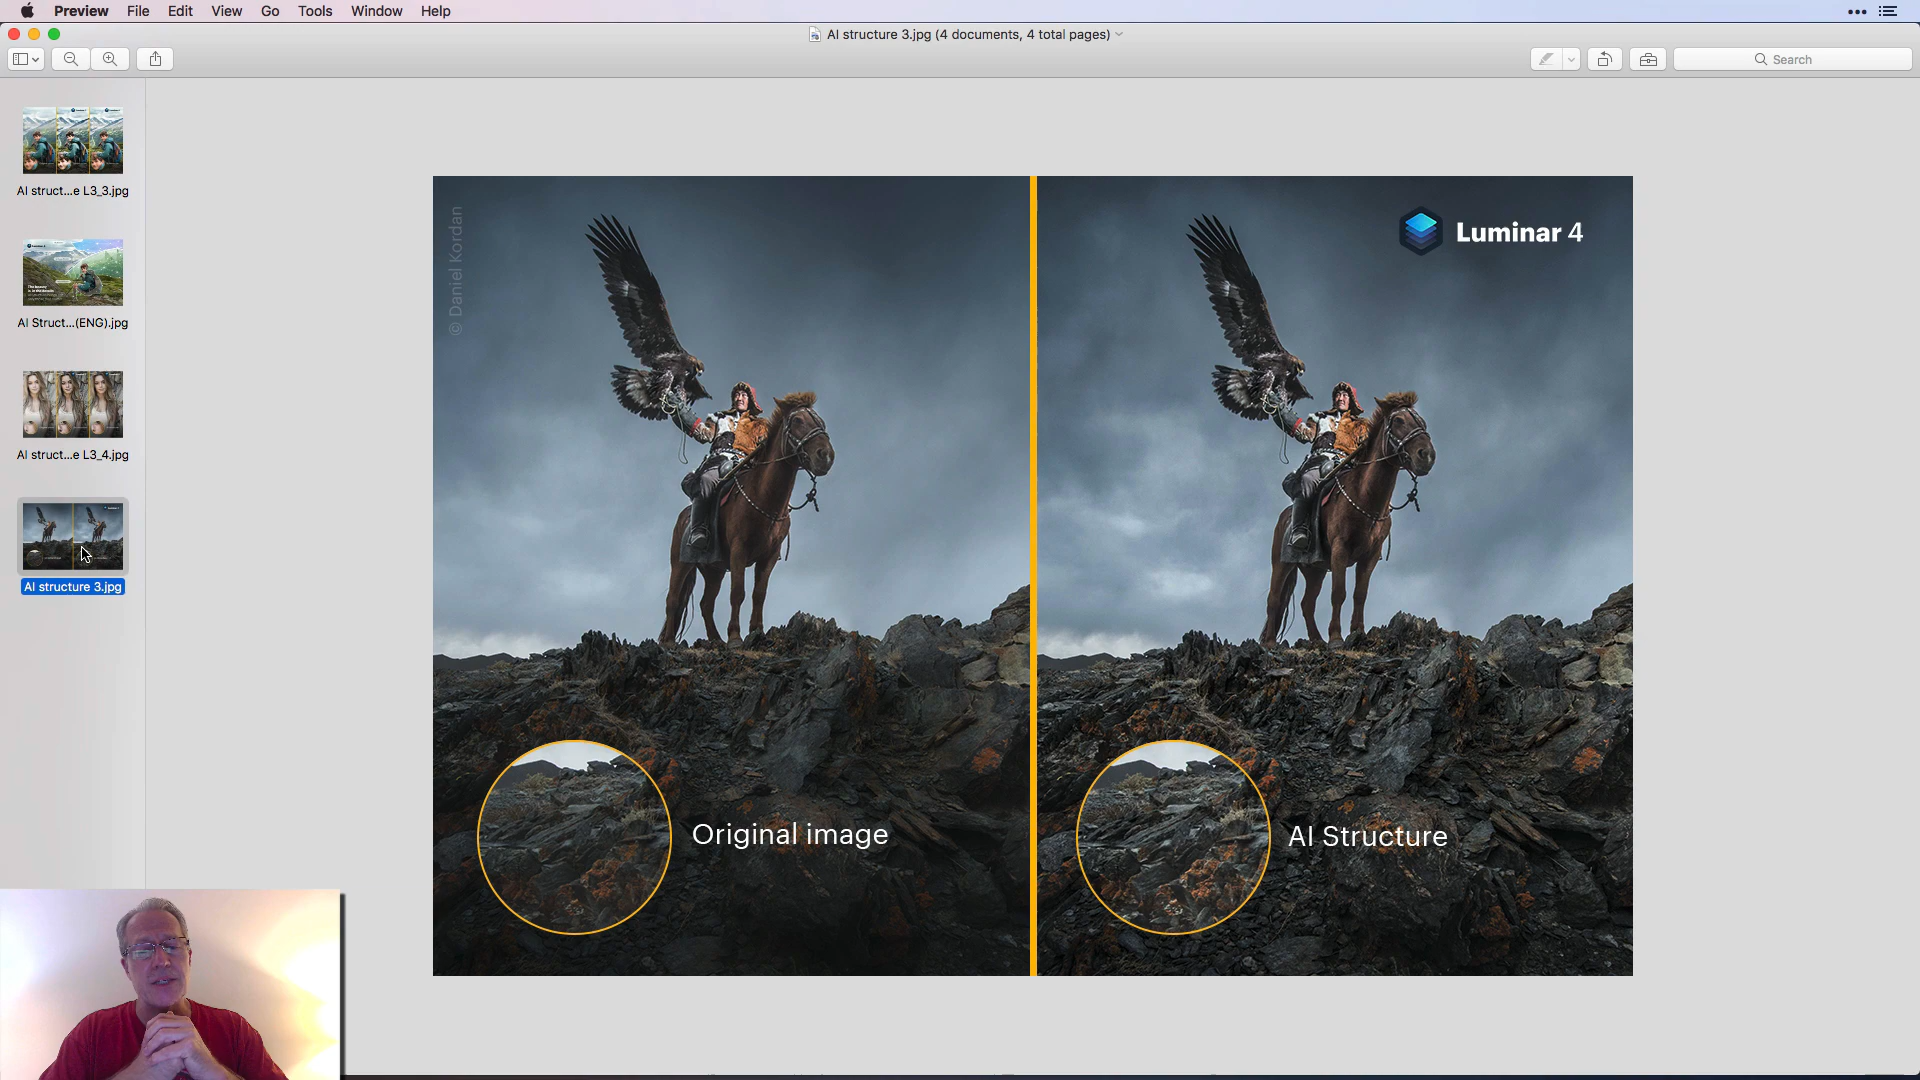 Preview File Edit View Go Tools Window Help
AI structure 3.jpg (4 documents, 4 total pages)
Search
AI struct...e L3_3.jpg
AI Struct...(ENG).jpg
AI struct...e L3_4.jpg
AI structure 3.jpg
© Daniel Kordan
Luminar 4
Original image
AI Structure